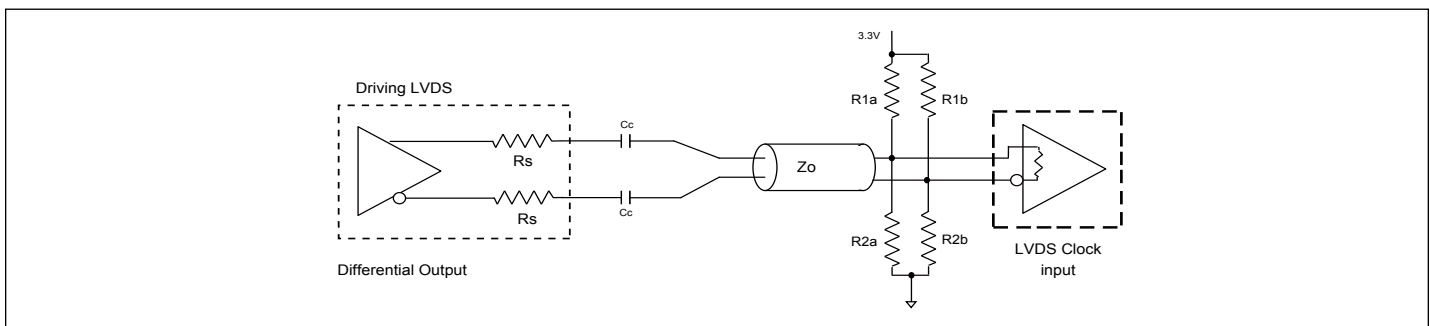 3.3V
Driving LVDS
R1a
R1b
Cc
Rs
Zo
Rs
Cc
R2a
R2b
LVDS Clock
input
Differential Output